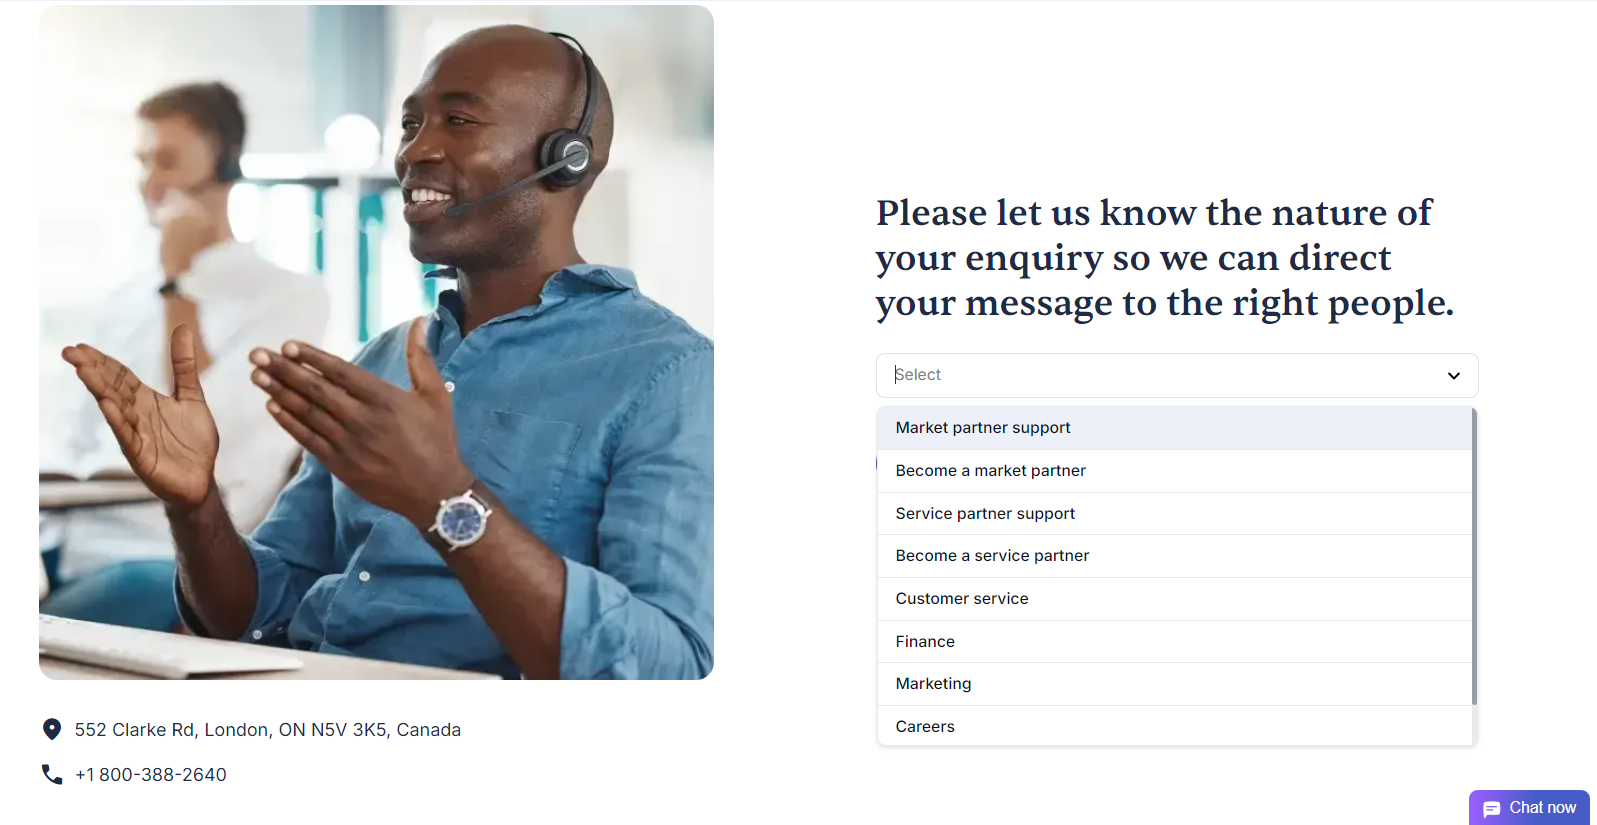 Please let us know the nature of
your enquiry so we can direct
your message to the right people.
Select
Market partner support
Become a market partner
Service partner support
Become a service partner
Customer service
Finance
Marketing
Careers
552 Clarke Rd, London, ON N5V 3K5, Canada
+1 800-388-2640
Chat now